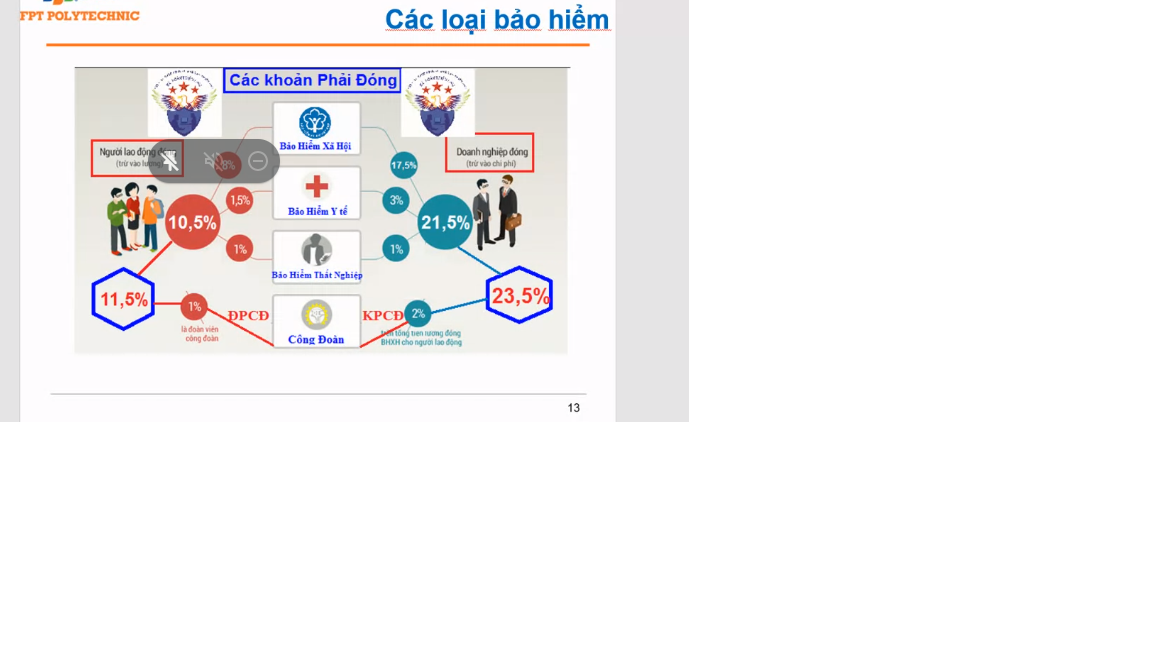 FPT POLYTECHNIC
Các loại bảo hiểm
Các khoản Phải Đóng
Người lao động
(trừ vào lương)
Bảo Hiểm Xã Hội
Doanh nghiệp đóng
(trừ vào chi phí)
8%
17,5%
1,5%
Bảo Hiểm Y tế
3%
10,5%
21,5%
1%
Bảo Hiểm Thất Nghiệp
1%
11,5%
23,5%
1%
ĐPCĐ
KPCĐ
2%
là đoàn viên
công đoàn
Công Đoàn
trên tổng tiền lương đóng
BHXH cho người lao động
13